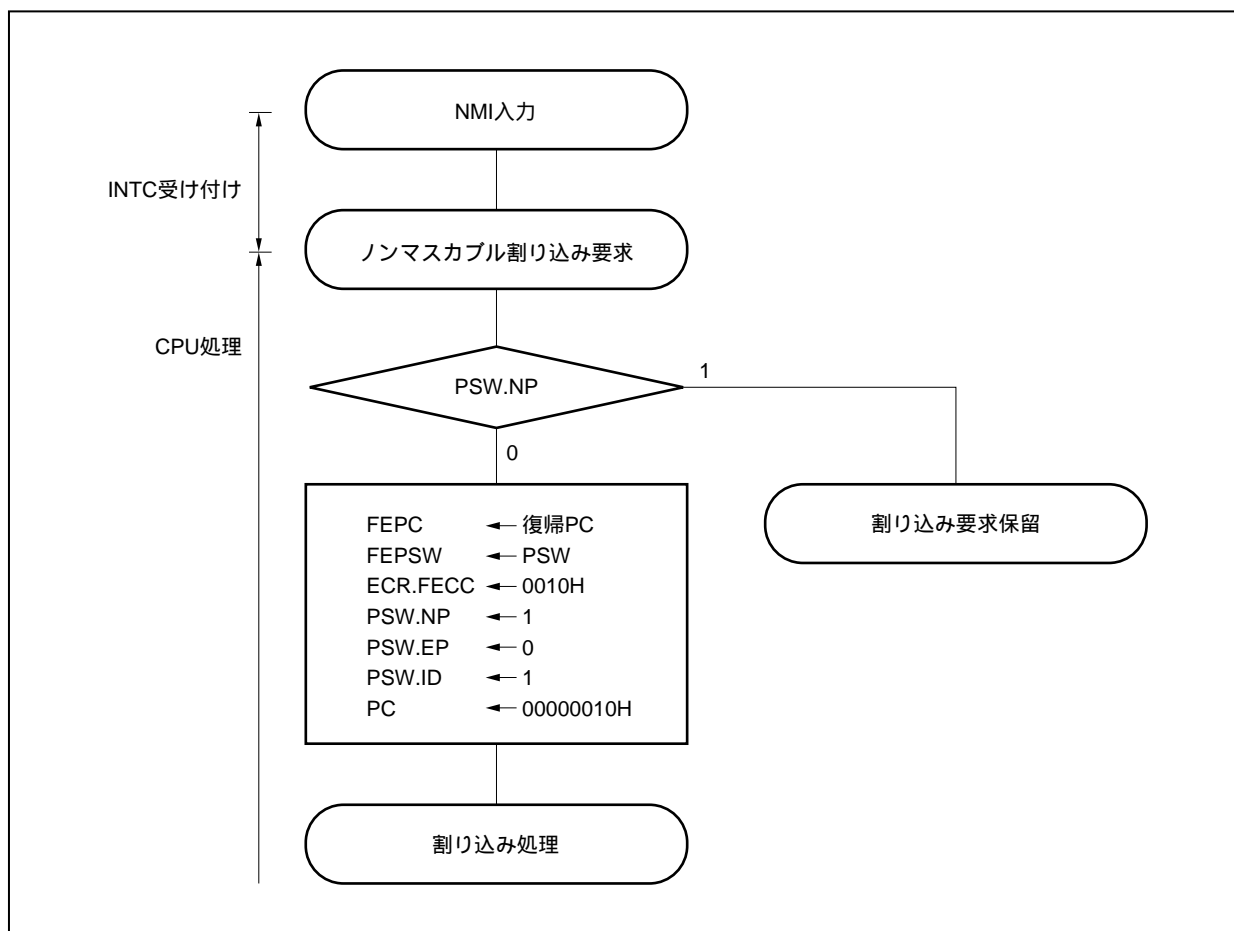 NMI入力
INTC受け付け
ノンマスカブル割り込み要求
CPU処理
PSW.NP
1
0
FEPC ← 復帰PC
FEPSW ← PSW
ECR.FECC ← 0010H
PSW.NP ← 1
PSW.EP ← 0
PSW.ID ← 1
PC ← 00000010H
割り込み要求保留
割り込み処理